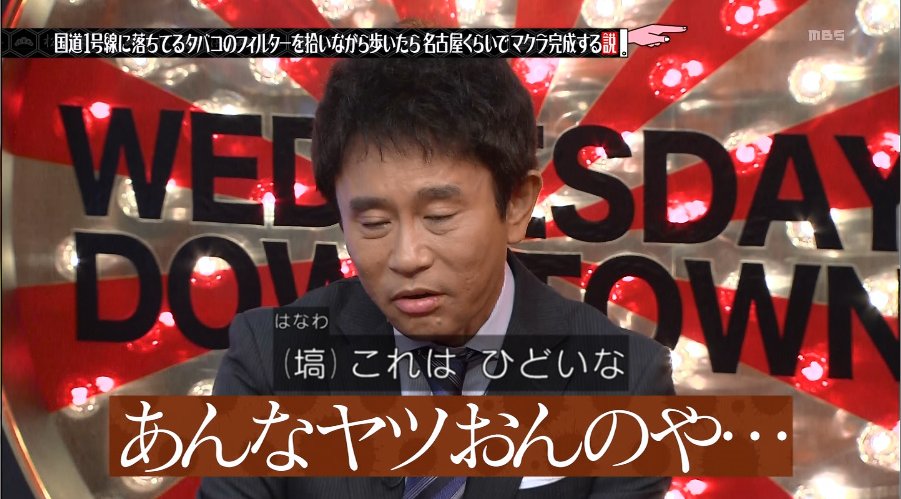 国道1号線に落ちてるタバコのフィルターを拾いながら歩いたら名古屋くらいでマクラ完成する説
MBS
WEDNESDAY
DOWNTOWN
はなわ
(塙)これは ひどいな
あんなヤツおんのや…